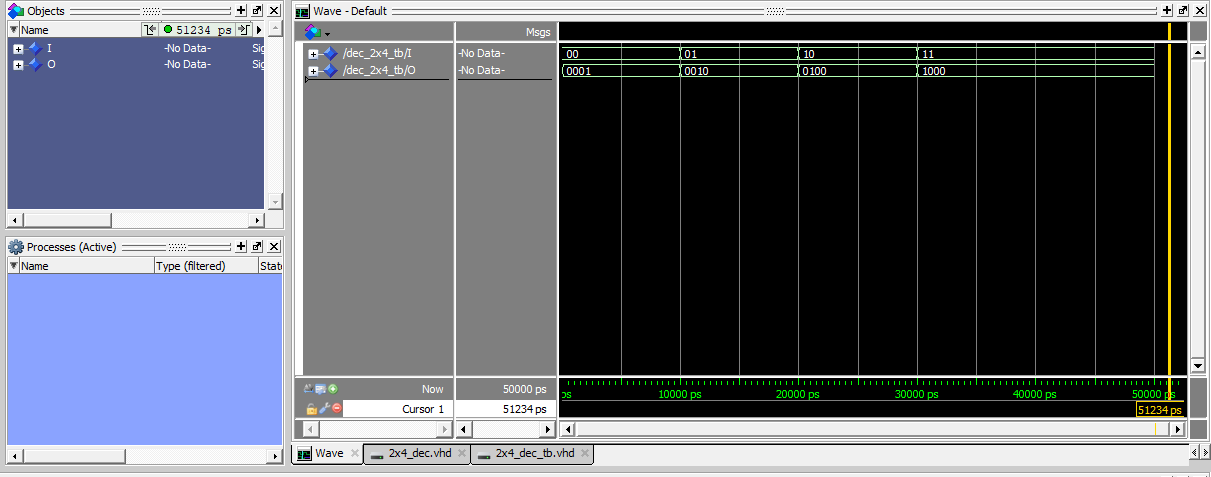 Objects
Name 51234 ps
I -No Data- Sig
O -No Data- Sig
Processes (Active)
Name Type (filtered) State
Wave - Default
Msgs
/dec_2x4_tb/I -No Data- 00 01 10 11
/dec_2x4_tb/O -No Data- 0001 0010 0100 1000
Now 50000 ps ps 10000 ps 20000 ps 30000 ps 40000 ps 50000 ps
Cursor 1 51234 ps 51234 ps
Wave 2x4_dec.vhd 2x4_dec_tb.vhd